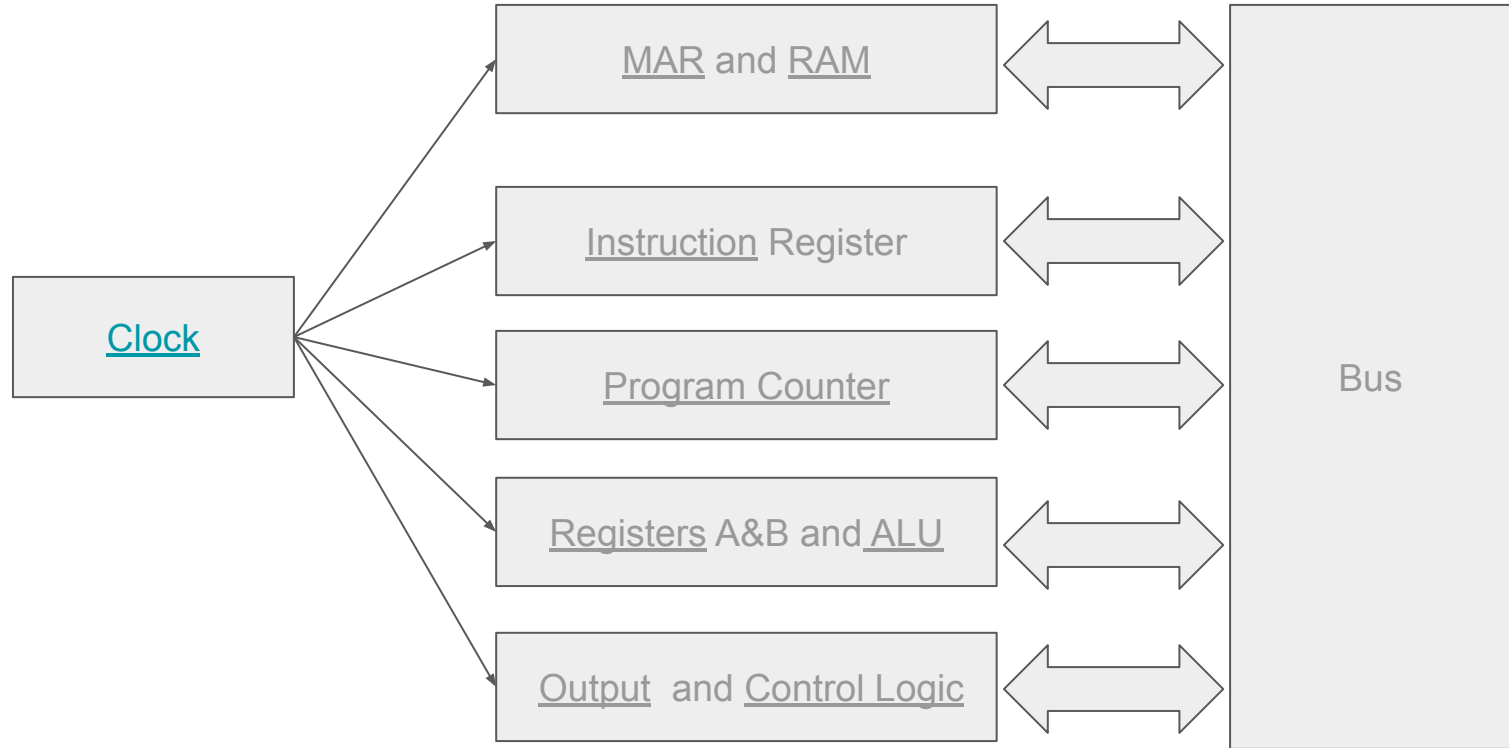 MAR and RAM
Instruction Register
Clock
Program Counter
Bus
Registers A&B and ALU
Output and Control Logic